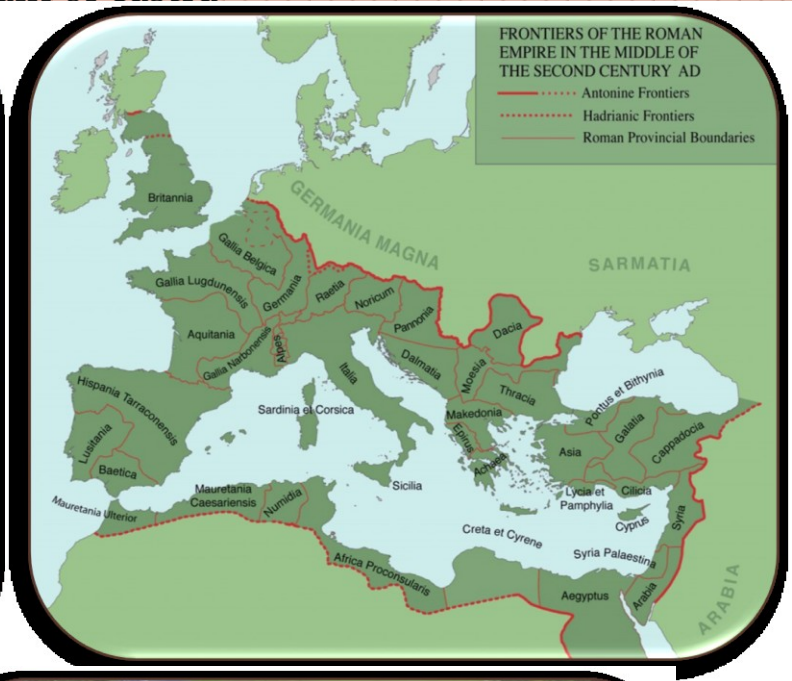 FRONTIERS OF THE ROMAN
EMPIRE IN THE MIDDLE OF
THE SECOND CENTURY AD
Antonine Frontiers
Hadrianic Frontiers
Roman Provincial Boundaries
Britannia
GERMANIA MAGNA
SARMATIA
Gallia Belgica
Gallia Lugdunensis
Germania
Raetia
Noricum
Pannonia
Dacia
Aquitania
Gallia Narbonensis
Alpes
Italia
Dalmatia
Moesia
Thracia
Pontus et Bithynia
Hispania Tarraconensis
Lusitania
Baetica
Sardinia et Corsica
Makedonia
Epirus
Achaea
Asia
Galatia
Cappadocia
Sicilia
Lycia et
Pamphylia
Cilicia
Cyprus
Syria
Mauretania Ulterior
Mauretania
Caesariensis
Numidia
Creta et Cyrene
Syria Palaestina
Africa Proconsularis
Aegyptus
Arabia
ARABIA